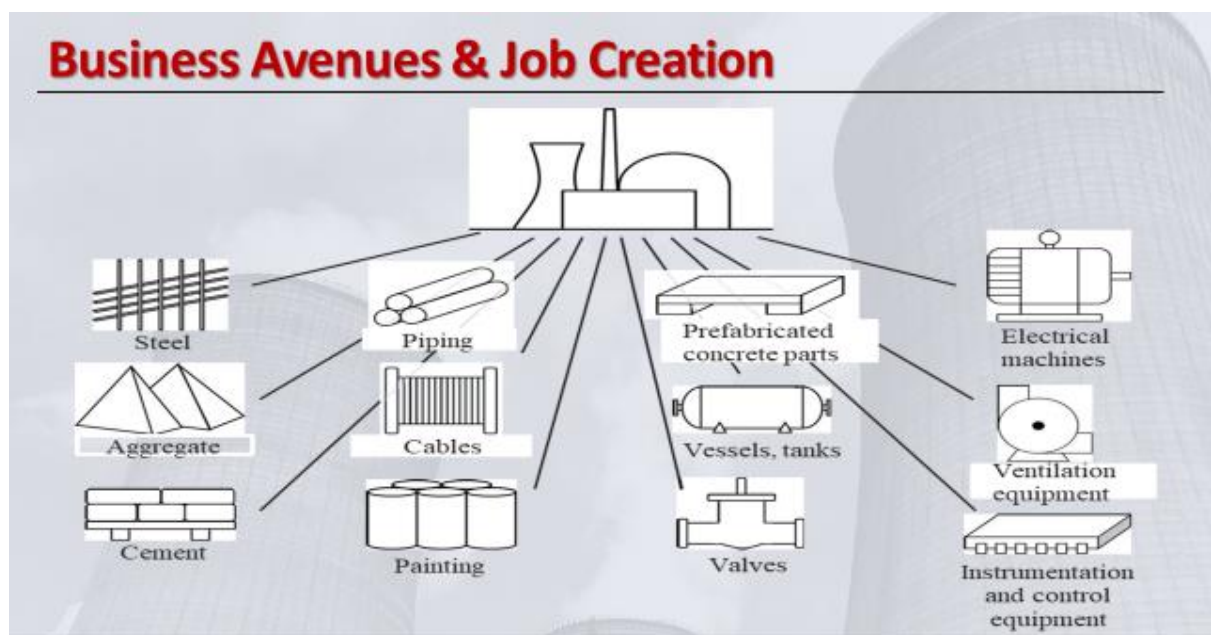 Business Avenues & Job Creation
Steel
Piping
Prefabricated
concrete parts
Electrical
machines
Aggregate
Cables
Vessels, tanks
Ventilation
equipment
Cement
Painting
Valves
Instrumentation
and control
equipment